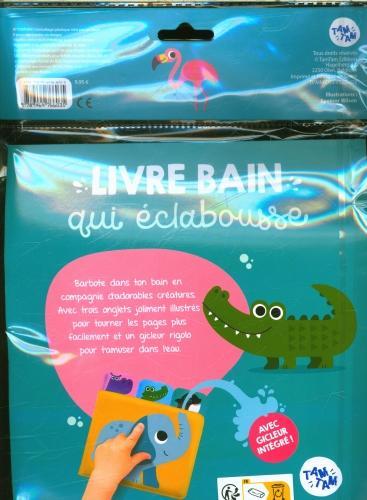 9,95 €
TAM
TAM
Tous droits réservés
© TamTam Éditions
Illustrations :
LIVRE BAIN
qui éclabousse
Barbote dans ton bain en
compagnie d'adorables créatures.
Avec trois onglets joliment illustrés
pour tourner les pages plus
facilement et un gicleur rigolo
pour t'amuser dans l'eau.
AVEC
GICLEUR
INTÉGRÉ !
TAM
TAM
FR